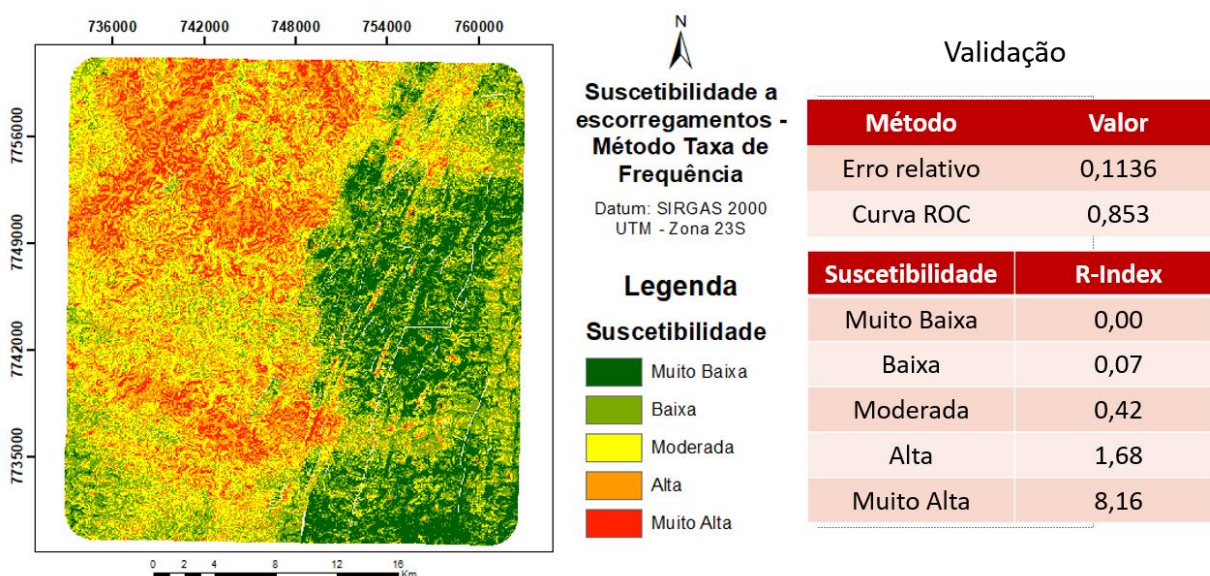 736000 742000 748000 754000 760000
7756000
7749000
7742000
7735000
0 2 4 8 12 16
Km
N
Suscetibilidade a
escorregamentos -
Método Taxa de
Frequência
Datum: SIRGAS 2000
UTM - Zona 23S
Legenda
Suscetibilidade
Muito Baixa
Baixa
Moderada
Alta
Muito Alta
Validação
Método Valor
Erro relativo 0,1136
Curva ROC 0,853
Suscetibilidade R-Index
Muito Baixa 0,00
Baixa 0,07
Moderada 0,42
Alta 1,68
Muito Alta 8,16